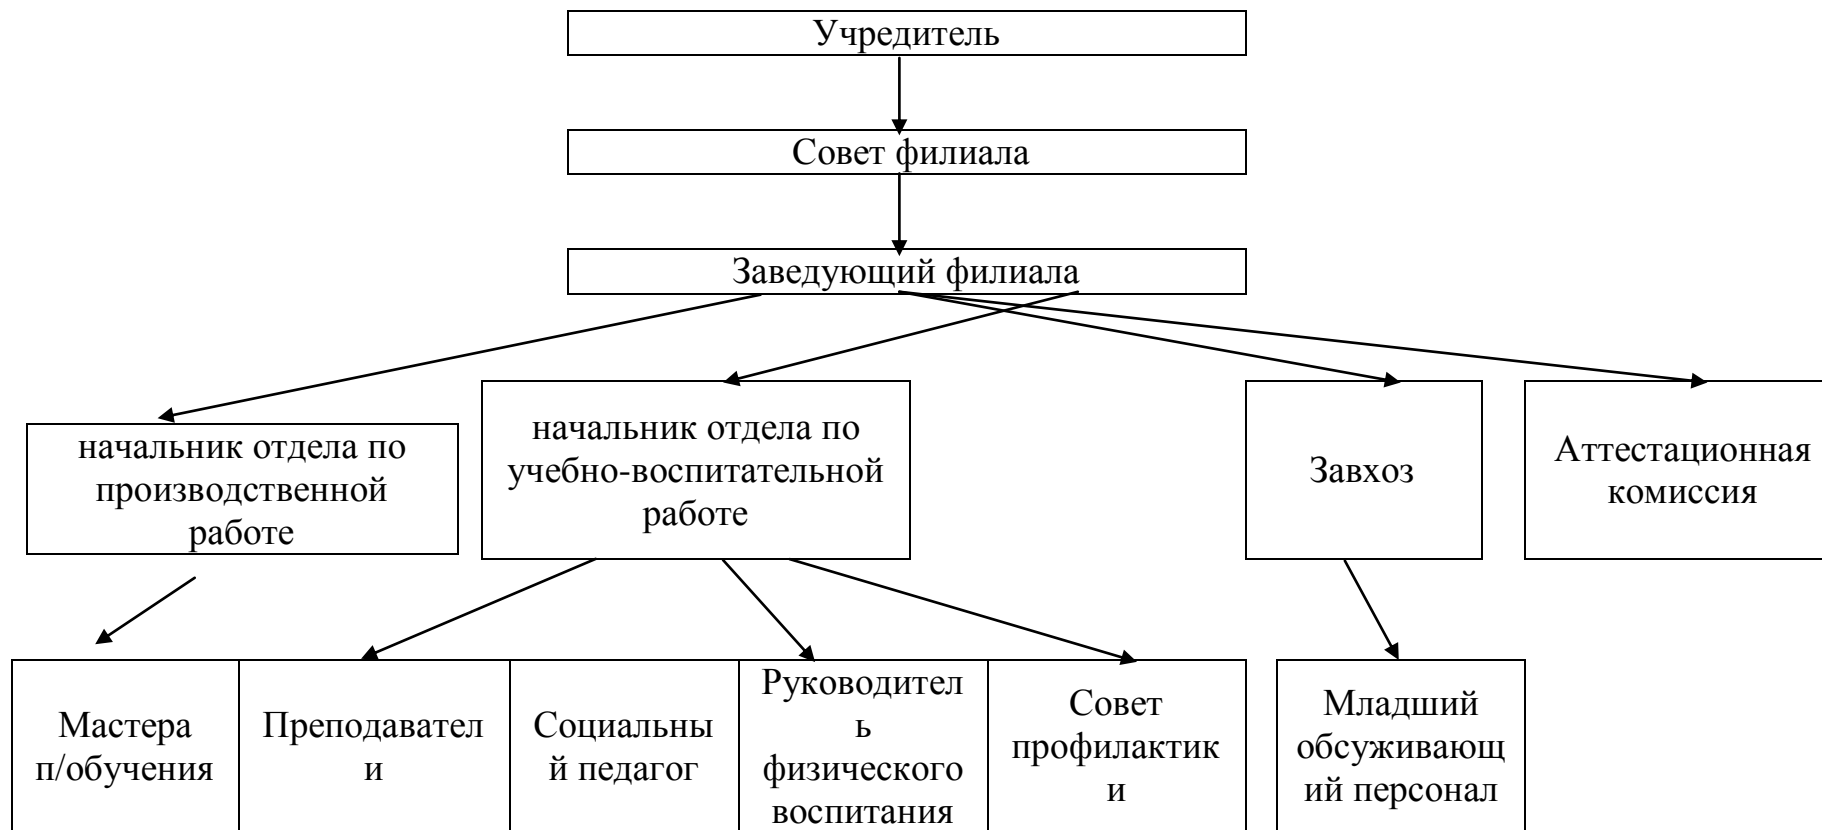 Учредитель
Совет филиала
Заведующий филиала
начальник отдела по
производственной
работе
начальник отдела по
учебно-воспитательной
работе
Завхоз
Аттестационная
комиссия
Мастера
п/обучения
Преподавател
и
Социальны
й педагог
Руководител
ь
физического
воспитания
Совет
профилактик
и
Младший
обсуживающ
ий персонал